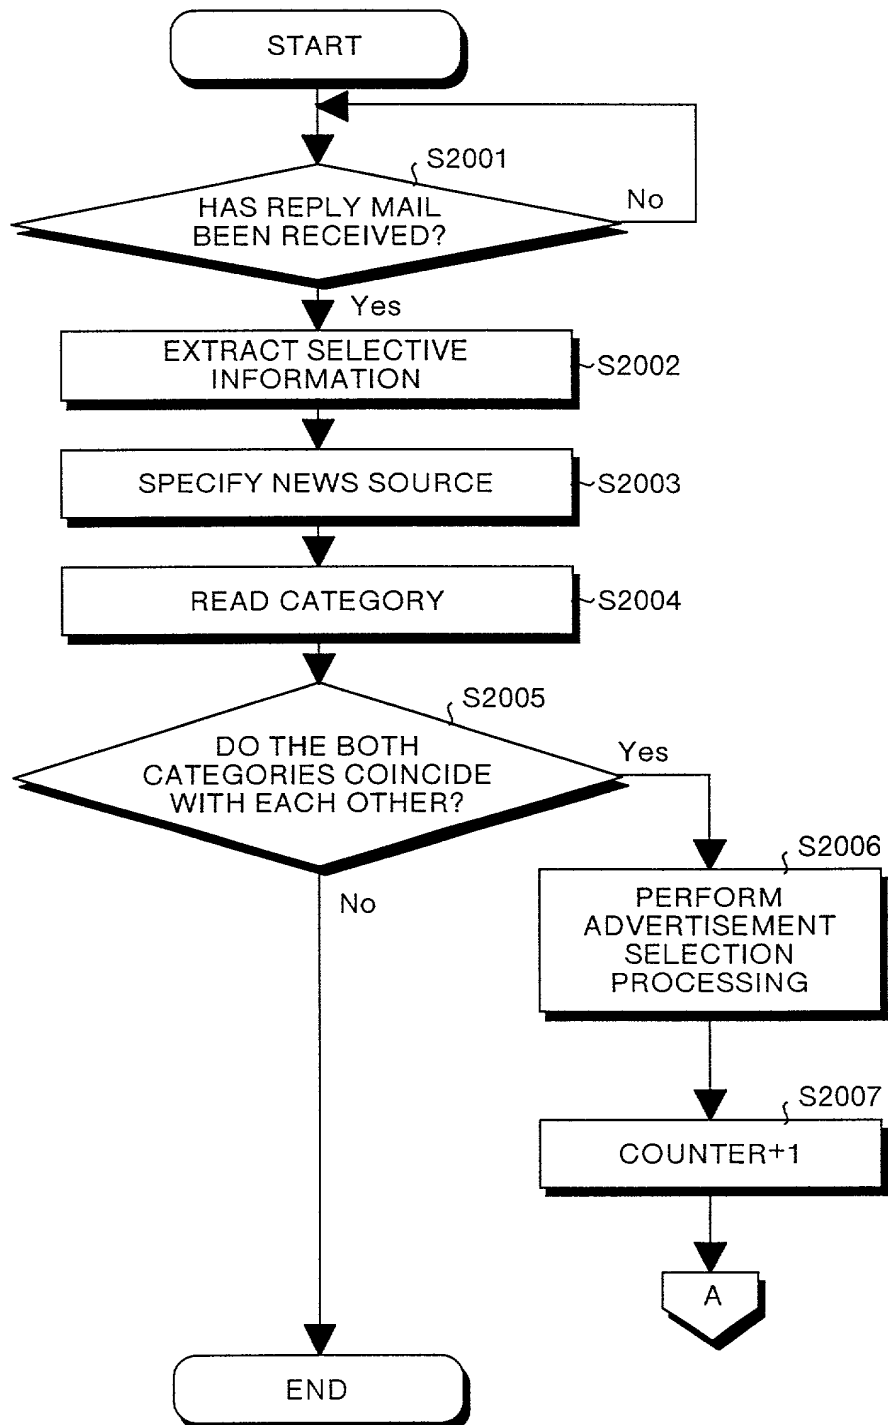 START
S2001
HAS REPLY MAIL
BEEN RECEIVED?
No
Yes
EXTRACT SELECTIVE
INFORMATION
S2002
SPECIFY NEWS SOURCE
S2003
READ CATEGORY
S2004
S2005
DO THE BOTH
CATEGORIES COINCIDE
WITH EACH OTHER?
Yes
No
S2006
PERFORM
ADVERTISEMENT
SELECTION
PROCESSING
S2007
COUNTER+1
A
END